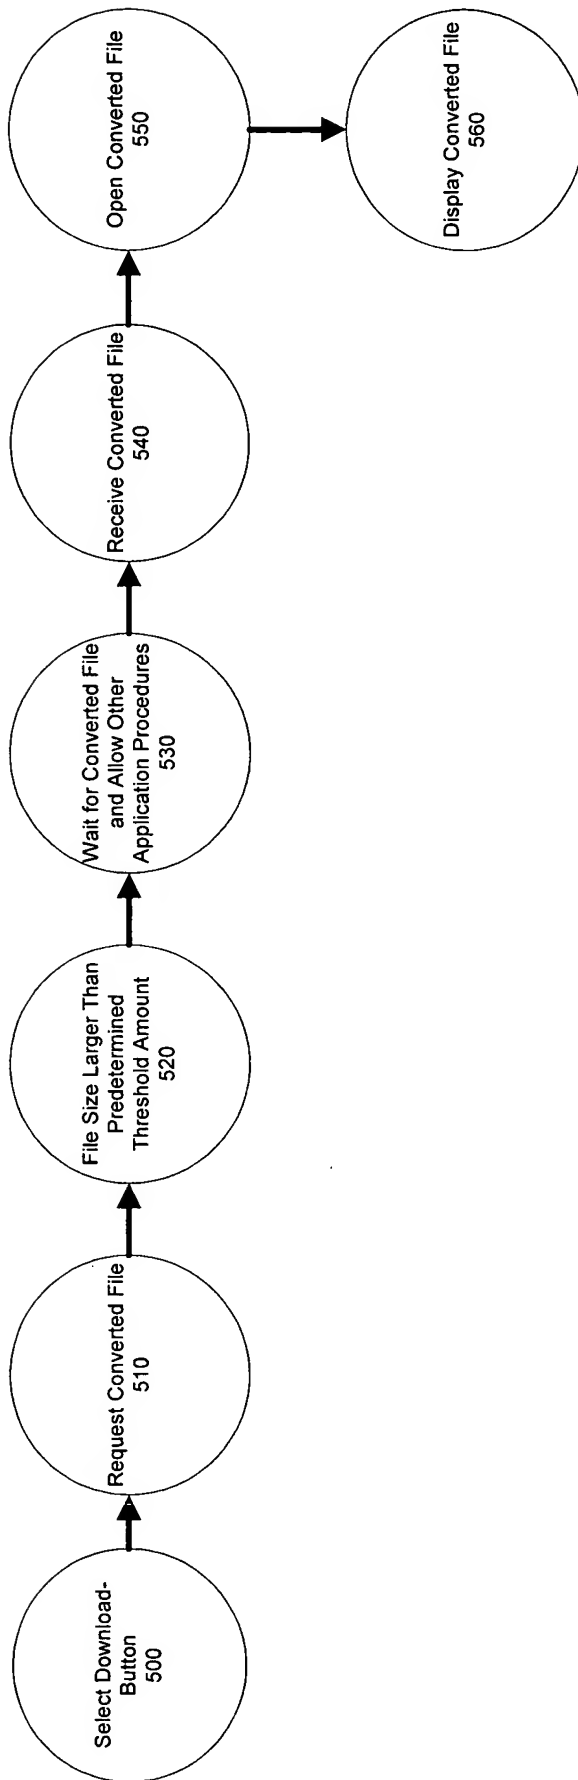 Select Download-
Button
500
Request Converted File
510
File Size Larger Than
Predetermined
Threshold Amount
520
Wait for Converted File
and Allow Other
Application Procedures
530
Receive Converted File
540
Open Converted File
550
Display Converted File
560